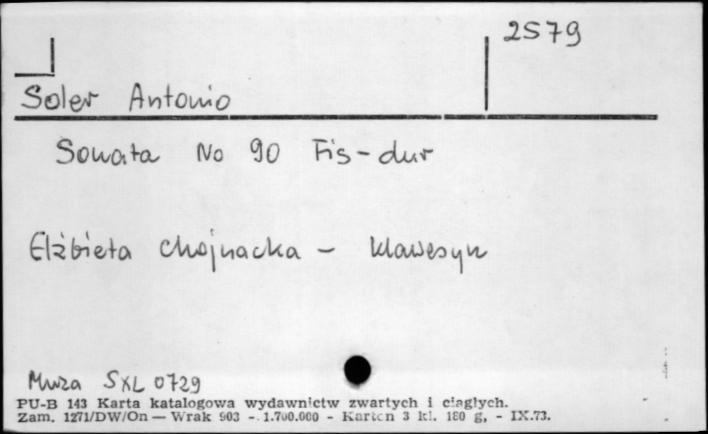 2579
Soler Antonio
Sonata No 90 Fis-dur
Elżbieta Chojnacka - klawesyn
Muza SXL 0729
PU-B 143 Karta katalogowa wydawnictw zwartych i ciągłych.
Zam. 1271/DW/On — Wrak 903 - 1.700.000 - Karton 3 kl. 180 g, - IX.73.